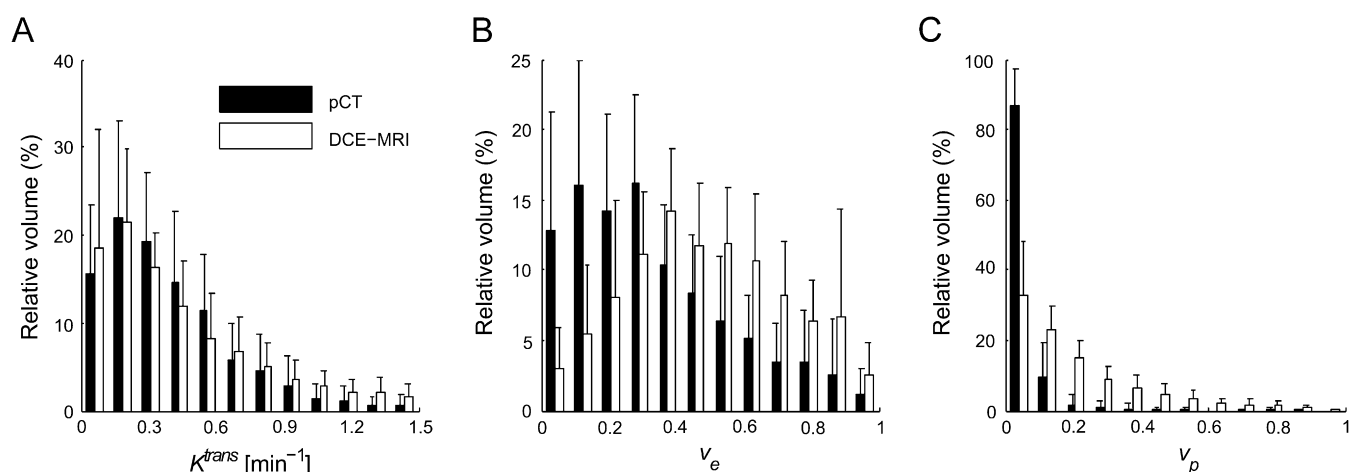 A
Relative volume (%)
40
30
20
10
0
pCT
DCE−MRI
0 0.3 0.6 0.9 1.2 1.5
K^trans [min⁻¹]
B
Relative volume (%)
25
20
15
10
5
0
0 0.2 0.4 0.6 0.8 1
v_e
C
Relative volume (%)
100
80
60
40
20
0
0 0.2 0.4 0.6 0.8 1
v_p